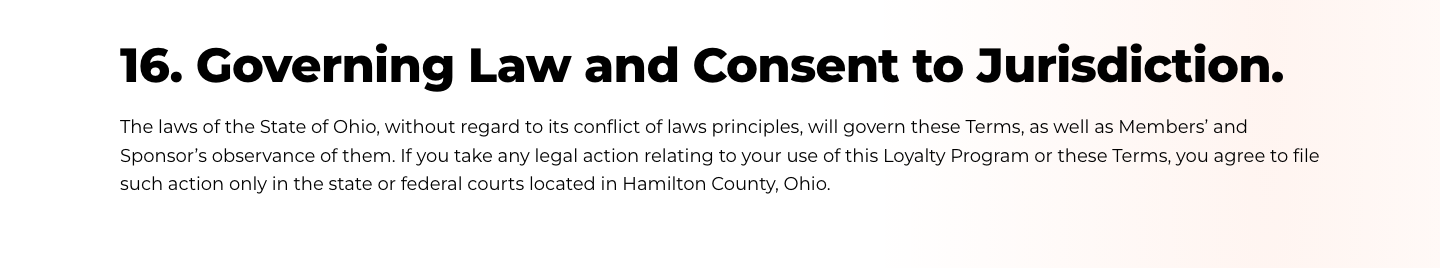 16. Governing Law and Consent to Jurisdiction.
The laws of the State of Ohio, without regard to its conflict of laws principles, will govern these Terms, as well as Members’ and
Sponsor’s observance of them. If you take any legal action relating to your use of this Loyalty Program or these Terms, you agree to file
such action only in the state or federal courts located in Hamilton County, Ohio.